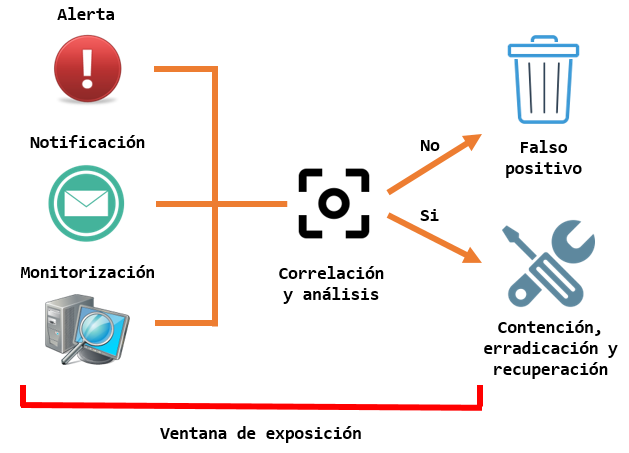 Alerta
Notificación
Monitorización
Correlación
y análisis
No
Si
Falso
positivo
Contención,
erradicación y
recuperación
Ventana de exposición